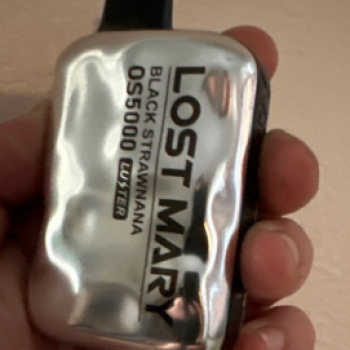 LOST MARY
BLACK STRAWNANA
OS5000 LUSTER